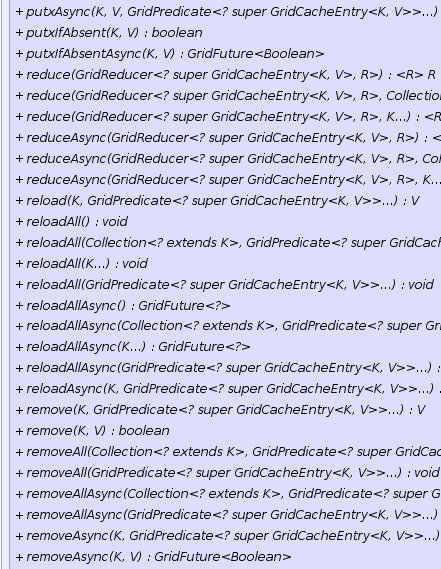 + putxAsync(K, V, GridPredicate<? super GridCacheEntry<K, V>>...)
+ putxIfAbsent(K, V) : boolean
+ putxIfAbsentAsync(K, V) : GridFuture<Boolean>
+ reduce(GridReducer<? super GridCacheEntry<K, V>, R>) : <R> R
+ reduce(GridReducer<? super GridCacheEntry<K, V>, R>, Collection
+ reduce(GridReducer<? super GridCacheEntry<K, V>, R>, K...) : <R
+ reduceAsync(GridReducer<? super GridCacheEntry<K, V>, R>) : <
+ reduceAsync(GridReducer<? super GridCacheEntry<K, V>, R>, Col
+ reduceAsync(GridReducer<? super GridCacheEntry<K, V>, R>, K...
+ reload(K, GridPredicate<? super GridCacheEntry<K, V>>...) : V
+ reloadAll() : void
+ reloadAll(Collection<? extends K>, GridPredicate<? super GridCach
+ reloadAll(K...) : void
+ reloadAll(GridPredicate<? super GridCacheEntry<K, V>>...) : void
+ reloadAllAsync() : GridFuture<?>
+ reloadAllAsync(Collection<? extends K>, GridPredicate<? super Gri
+ reloadAllAsync(K...) : GridFuture<?>
+ reloadAllAsync(GridPredicate<? super GridCacheEntry<K, V>>...) :
+ reloadAsync(K, GridPredicate<? super GridCacheEntry<K, V>>...) :
+ remove(K, GridPredicate<? super GridCacheEntry<K, V>>...) : V
+ remove(K, V) : boolean
+ removeAll(Collection<? extends K>, GridPredicate<? super GridCac
+ removeAll(GridPredicate<? super GridCacheEntry<K, V>>...) : void
+ removeAllAsync(Collection<? extends K>, GridPredicate<? super G
+ removeAllAsync(GridPredicate<? super GridCacheEntry<K, V>>...)
+ removeAsync(K, GridPredicate<? super GridCacheEntry<K, V>>...)
+ removeAsync(K, V) : GridFuture<Boolean>